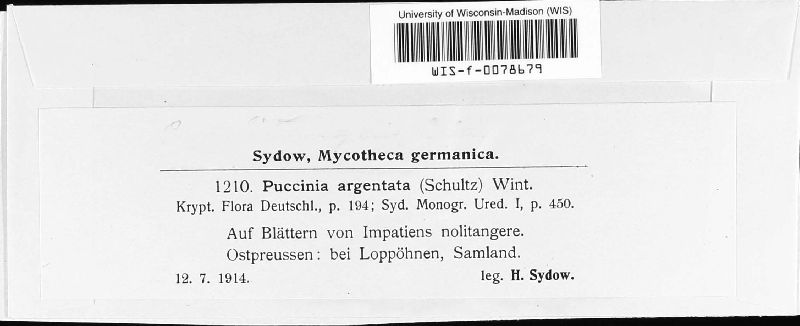 University of Wisconsin-Madison (WIS)
WIS-f-0078679
Sydow, Mycotheca germanica.
1210. Puccinia argentata (Schultz) Wint.
Krypt. Flora Deutschl., p. 194; Syd. Monogr. Ured. I, p. 450.
Auf Blättern von Impatiens nolitangere.
Ostpreussen: bei Loppöhnen, Samland.
12. 7. 1914. leg. H. Sydow.